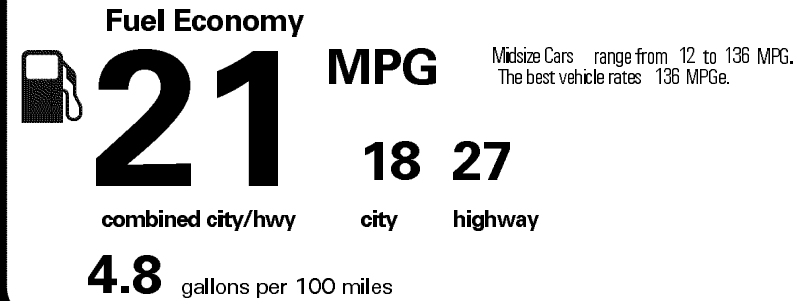 Fuel Economy
21 MPG
Midsize Cars range from 12 to 136 MPG.
The best vehicle rates 136 MPGe.
18 27
combined city/hwy city highway
4.8 gallons per 100 miles